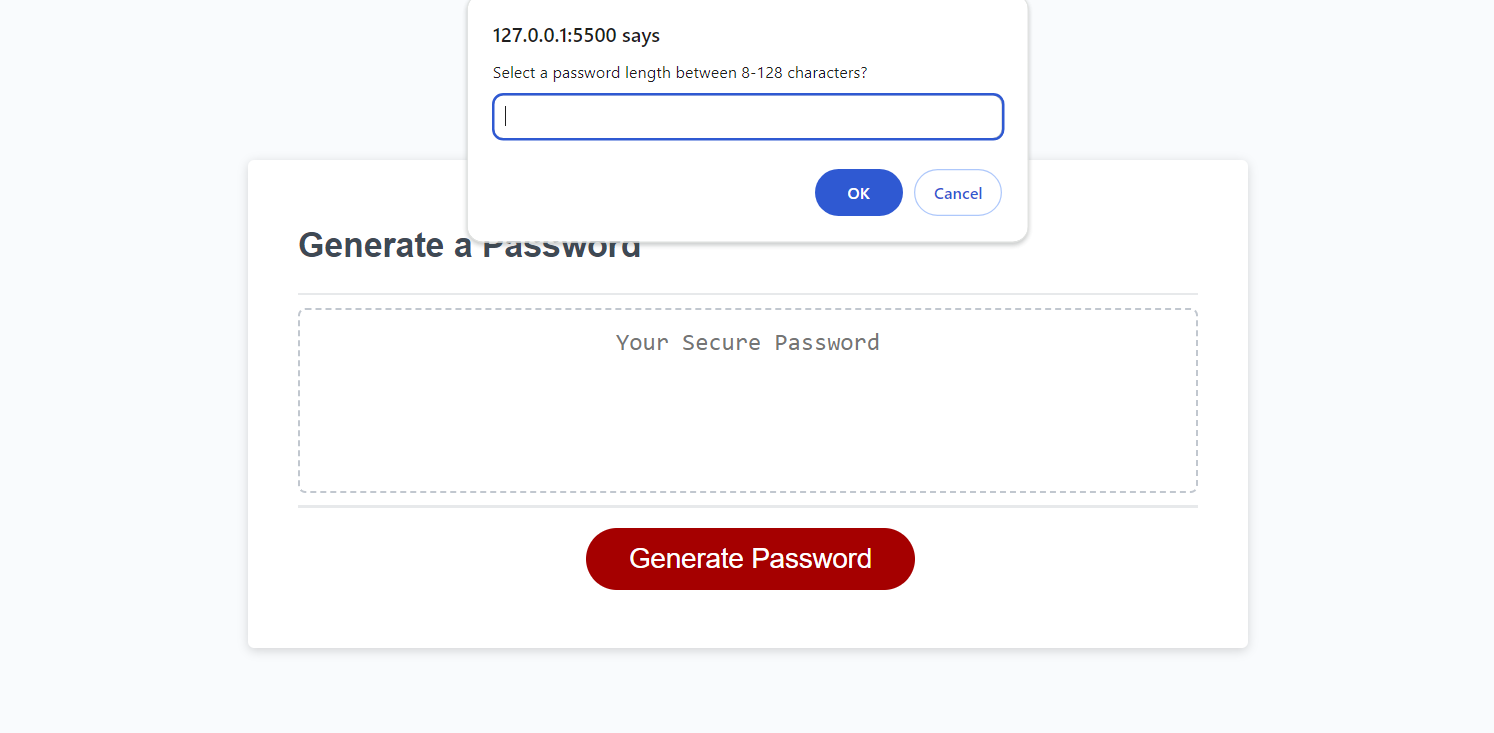 127.0.0.1:5500 says
Select a password length between 8-128 characters?
OK
Cancel
Generate a Password
Your Secure Password
Generate Password